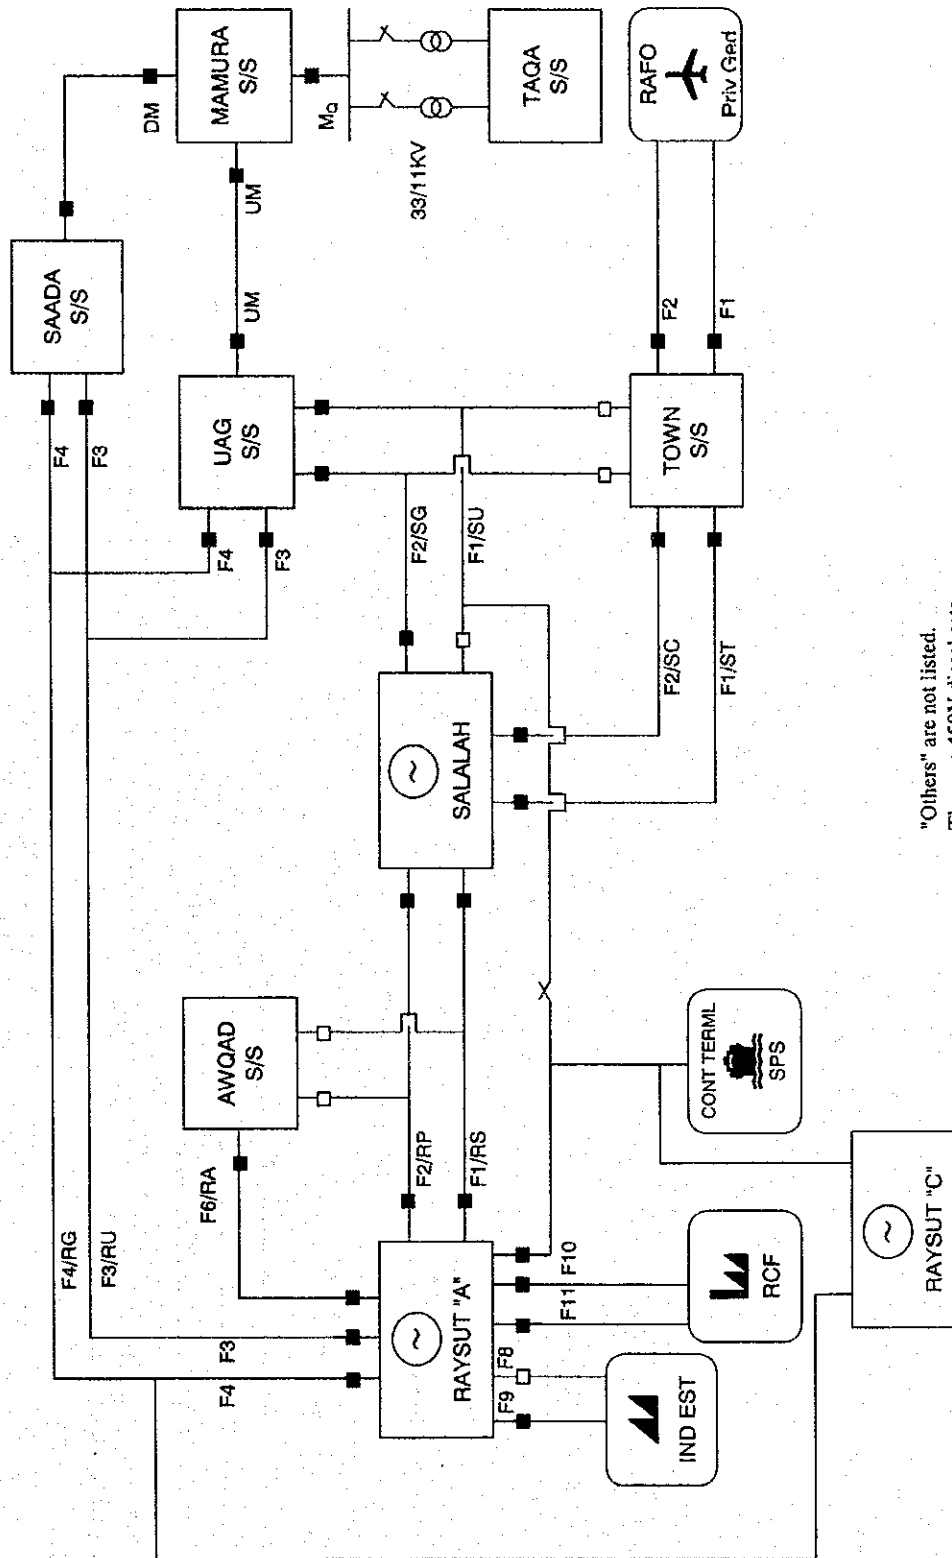 F4/RG
F3/RU
F4
F3
SAADA
S/S
DM
MAMURA
S/S
UM
UM
UAG
S/S
F4
F3
AWQAD
S/S
F6/RA
F3
F4
RAYSUT "A"
F2/RP
F1/RS
SALALAH
F2/SG
F1/SU
MQ
33/11KV
TAQA
S/S
F9
F8
F11
F10
IND EST
RCF
CONT TERML
SPS
RAYSUT "C"
F2/SC
F1/ST
TOWN
S/S
F2
F1
RAFO
Priv Ged
"Others" are not listed.